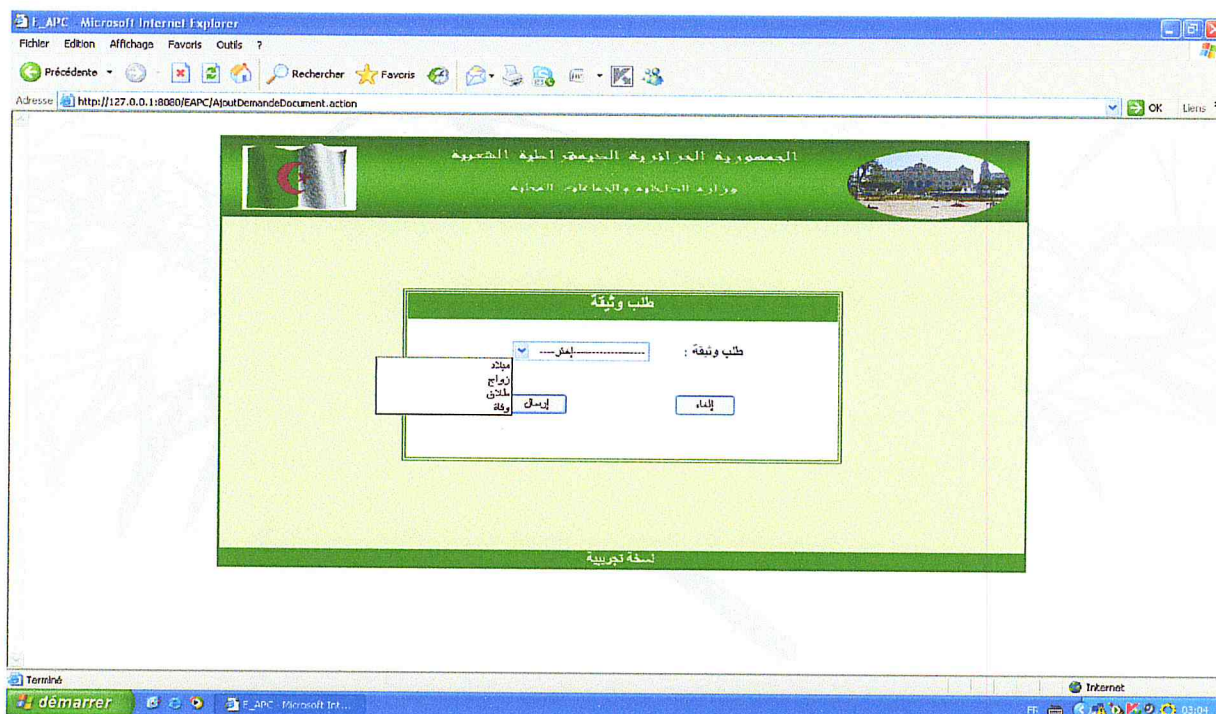 E_APC - Microsoft Internet Explorer
Fichier Edition Affichage Favoris Outils ?
Précédente Rechercher Favoris
Adresse http://127.0.0.1:8080/EAPC/AjoutDemandeDocument.action OK Liens
الجمهورية الجزائرية الديمقراطية الشعبية
وزارة الداخلية والجماعات المحلية
طلب وثيقة
طلب وثيقة :
ميلاد
زواج
طلاق
وفاة
إلغاء إرسال
نسخة تجريبية
Terminé Internet
démarrer E_APC - Microsoft Int... FR 03:04